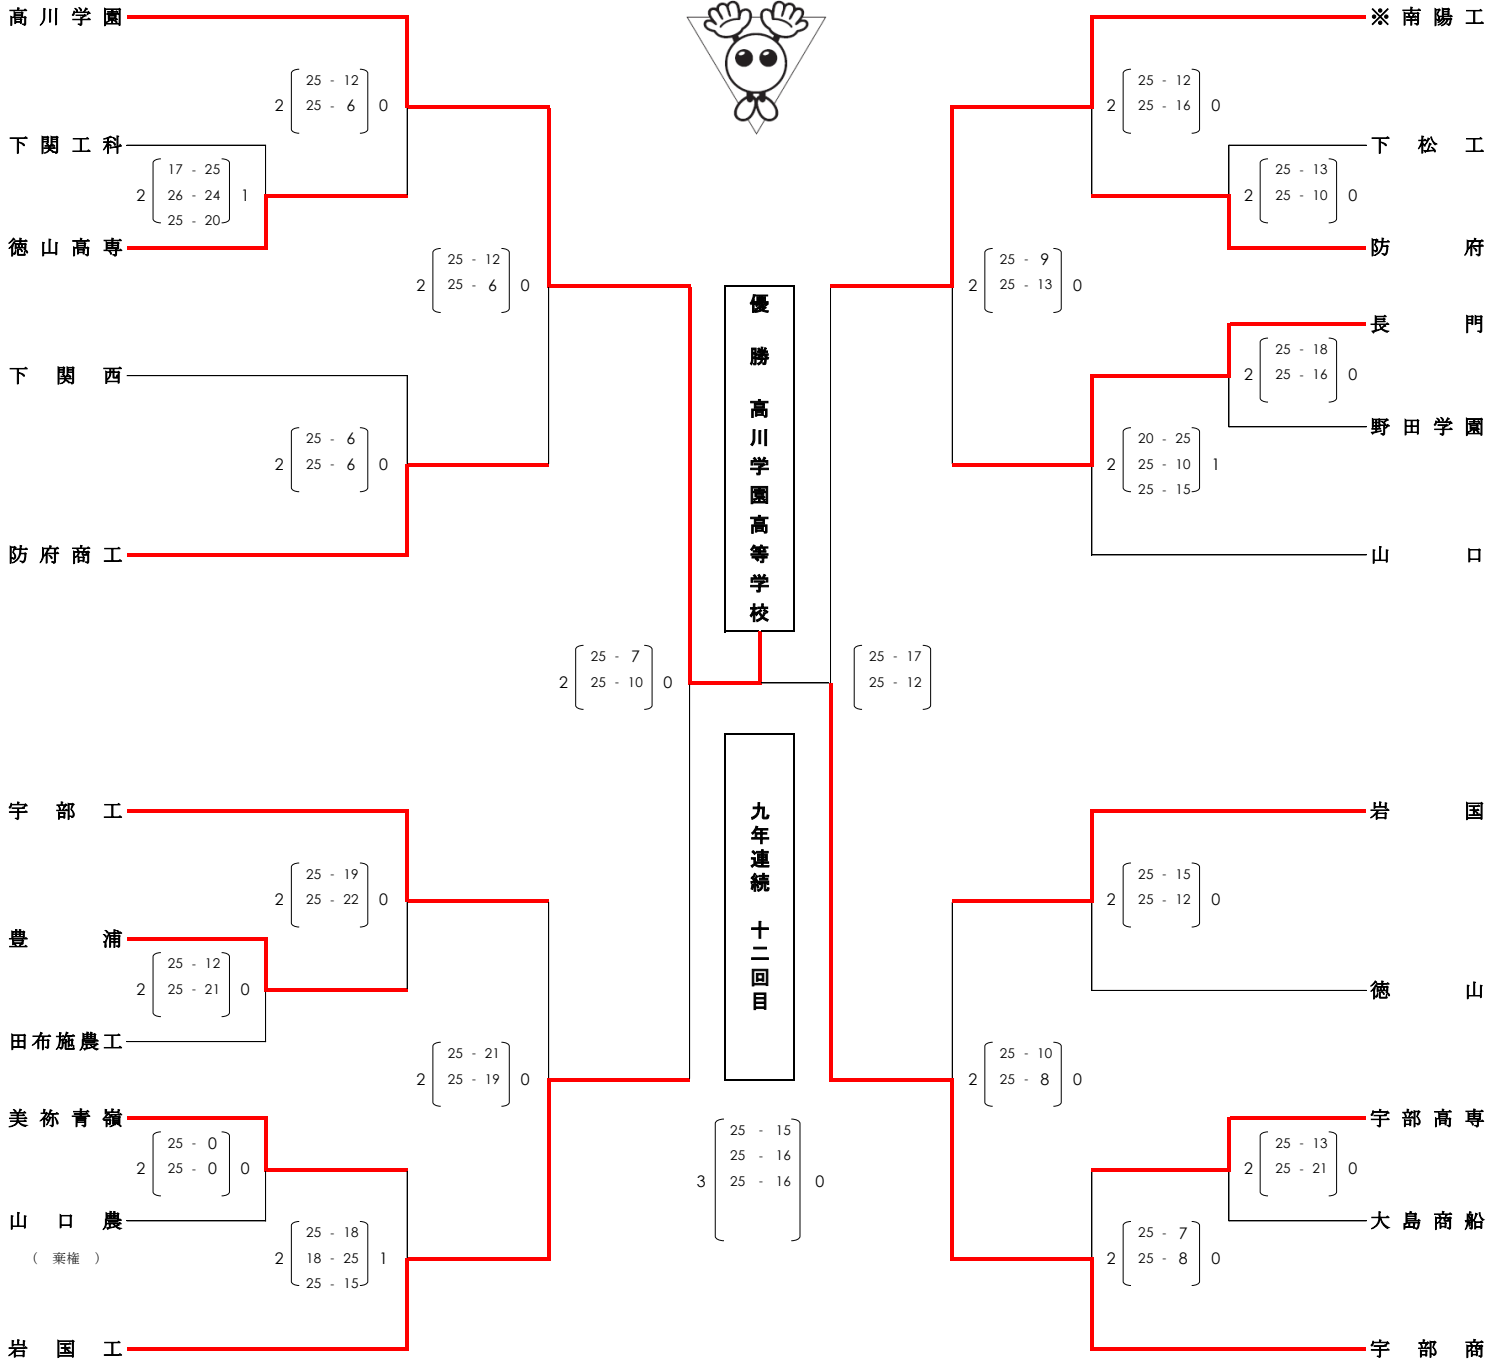 高川学園
2 25 - 12 0
25 - 6
下関工科
2 17 - 25 1
26 - 24
25 - 20
徳山高専
2 25 - 12 0
25 - 6
下関西
2 25 - 6 0
25 - 6
防府商工
2 25 - 7 0
25 - 10
宇部工
2 25 - 19 0
25 - 22
豊浦
2 25 - 12 0
25 - 21
田布施農工
2 25 - 21 0
25 - 19
美祢青嶺
2 25 - 0 0
25 - 0
山口農
( 棄権 )
2 25 - 18 1
18 - 25
25 - 15
岩国工
優勝 高川学園高等学校
九年連続 十二回目
3 25 - 15 0
25 - 16
25 - 16
※南陽工
2 25 - 12 0
25 - 16
下松工
2 25 - 13 0
25 - 10
防府
2 25 - 9 0
25 - 13
長門
2 25 - 18 0
25 - 16
野田学園
2 20 - 25 1
25 - 10
25 - 15
山口
25 - 17
25 - 12
岩国
2 25 - 15 0
25 - 12
徳山
2 25 - 10 0
25 - 8
宇部高専
2 25 - 13 0
25 - 21
大島商船
2 25 - 7 0
25 - 8
宇部商